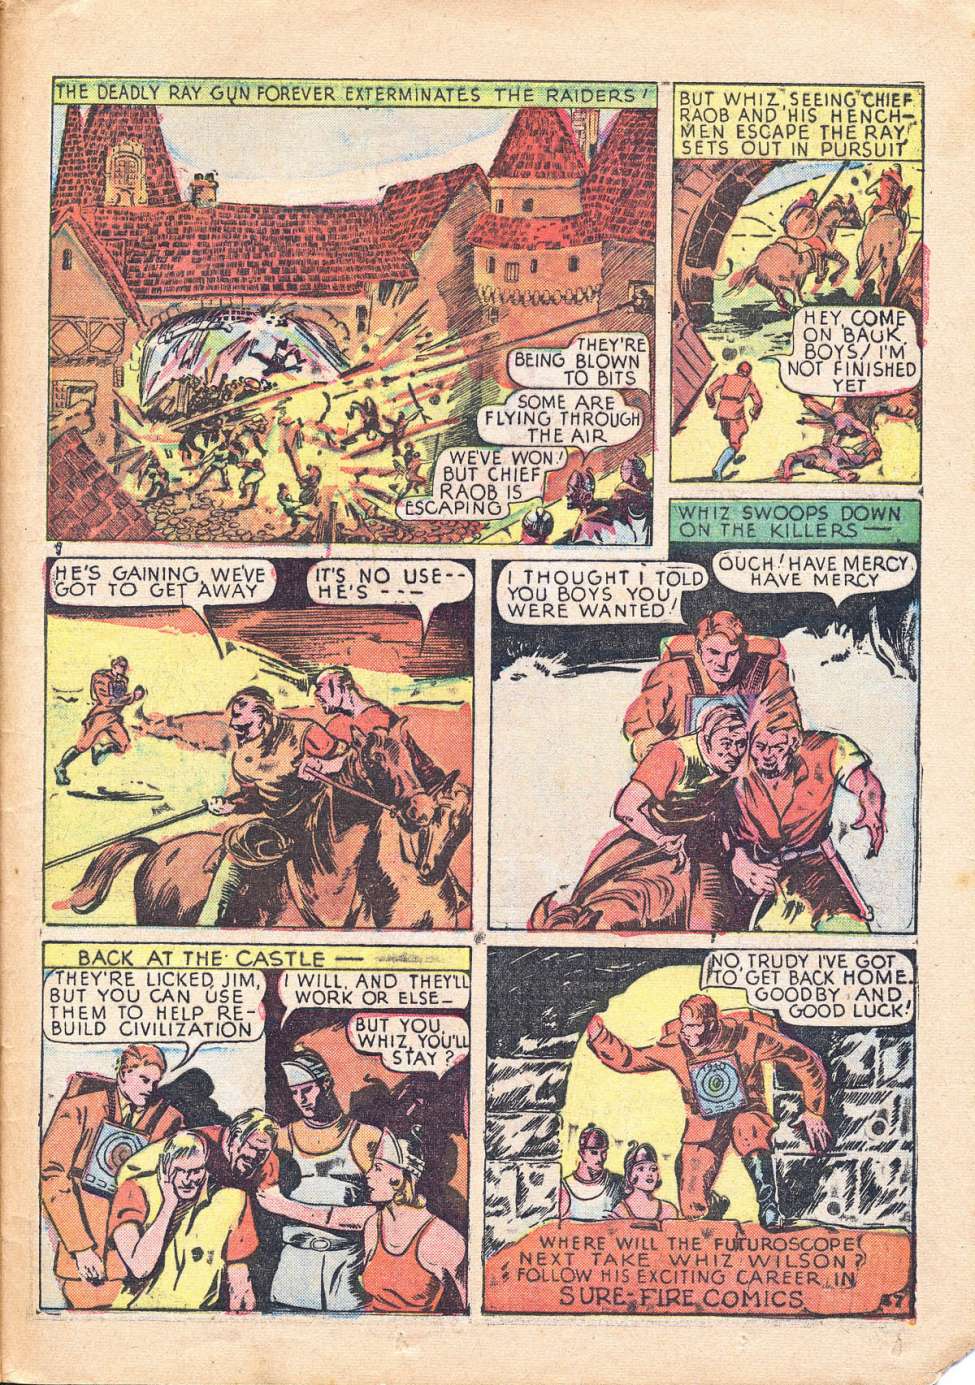 THE DEADLY RAY GUN FOREVER EXTERMINATES THE RAIDERS!
THEY'RE
BEING BLOWN
TO BITS
SOME ARE
FLYING THROUGH
THE AIR
WE'VE WON!
BUT CHIEF
RAOB IS
ESCAPING
BUT WHIZ, SEEING CHIEF
RAOB AND HIS HENCH-
MEN ESCAPE THE RAY,
SETS OUT IN PURSUIT
HEY, COME
ON BACK,
BOYS! I'M
NOT FINISHED
YET
HE'S GAINING, WE'VE
GOT TO GET AWAY
IT'S NO USE--
HE'S ---
WHIZ SWOOPS DOWN
ON THE KILLERS —
I THOUGHT I TOLD
YOU BOYS YOU
WERE WANTED!
OUCH! HAVE MERCY,
HAVE MERCY
BACK AT THE CASTLE —
THEY'RE LICKED, JIM,
BUT YOU CAN USE
THEM TO HELP RE-
BUILD CIVILIZATION
I WILL, AND THEY'LL
WORK OR ELSE—
BUT YOU,
WHIZ, YOU'LL
STAY?
NO, TRUDY I'VE GOT
TO GET BACK HOME.
GOODBY AND
GOOD LUCK!
WHERE WILL THE FUTUROSCOPE
NEXT TAKE WHIZ WILSON?
FOLLOW HIS EXCITING CAREER IN
SURE-FIRE COMICS